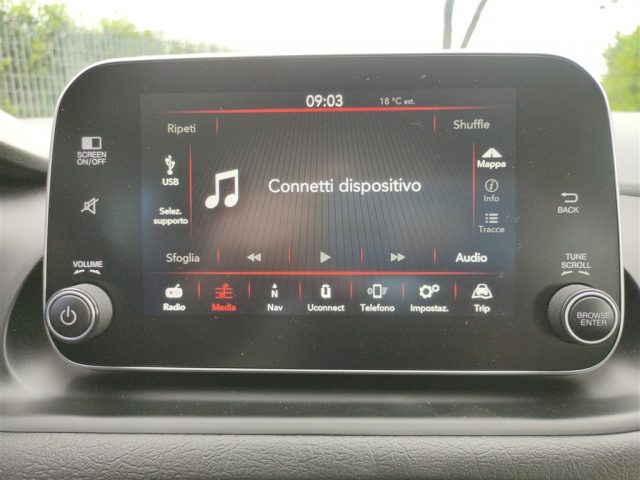 09:03
18 °C est.
Ripeti
Shuffle
SCREEN
ON/OFF
USB
Mappa
Connetti dispositivo
Info
BACK
Selez.
supporto
Tracce
Sfoglia
Audio
VOLUME
TUNE
SCROLL
Radio
Media
N
Nav
Uconnect
Telefono
Impostaz.
Trip
BROWSE
ENTER